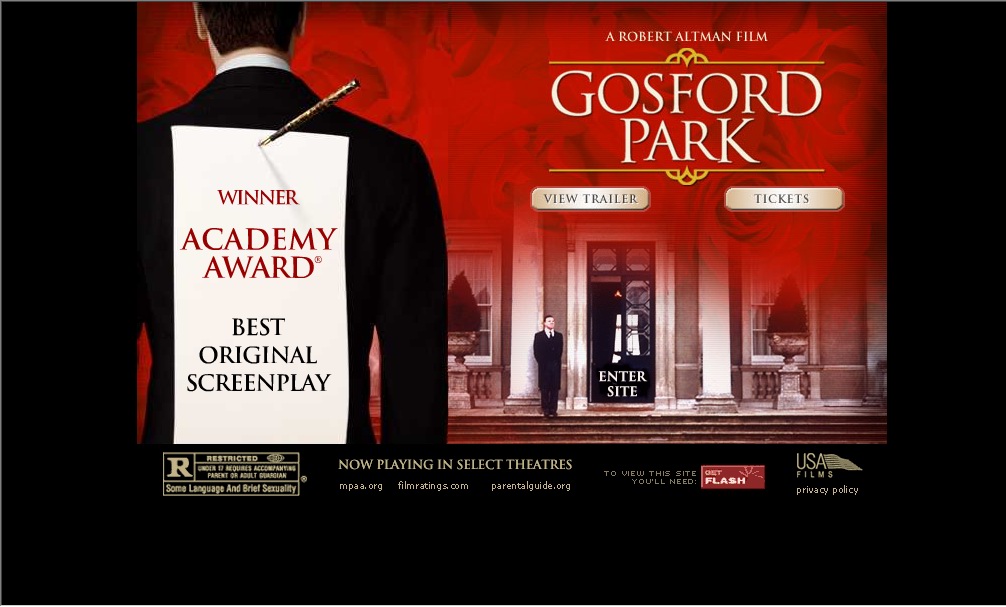 A ROBERT ALTMAN FILM
GOSFORD
PARK
VIEW TRAILER
TICKETS
WINNER
ACADEMY
AWARD®
BEST
ORIGINAL
SCREENPLAY
ENTER
SITE
R
RESTRICTED
UNDER 17 REQUIRES ACCOMPANYING
PARENT OR ADULT GUARDIAN
Some Language And Brief Sexuality
®
NOW PLAYING IN SELECT THEATRES
mpaa.org
filmratings.com
parentalguide.org
TO VIEW THIS SITE
YOU'LL NEED:
GET
FLASH
USA
FILMS
privacy policy